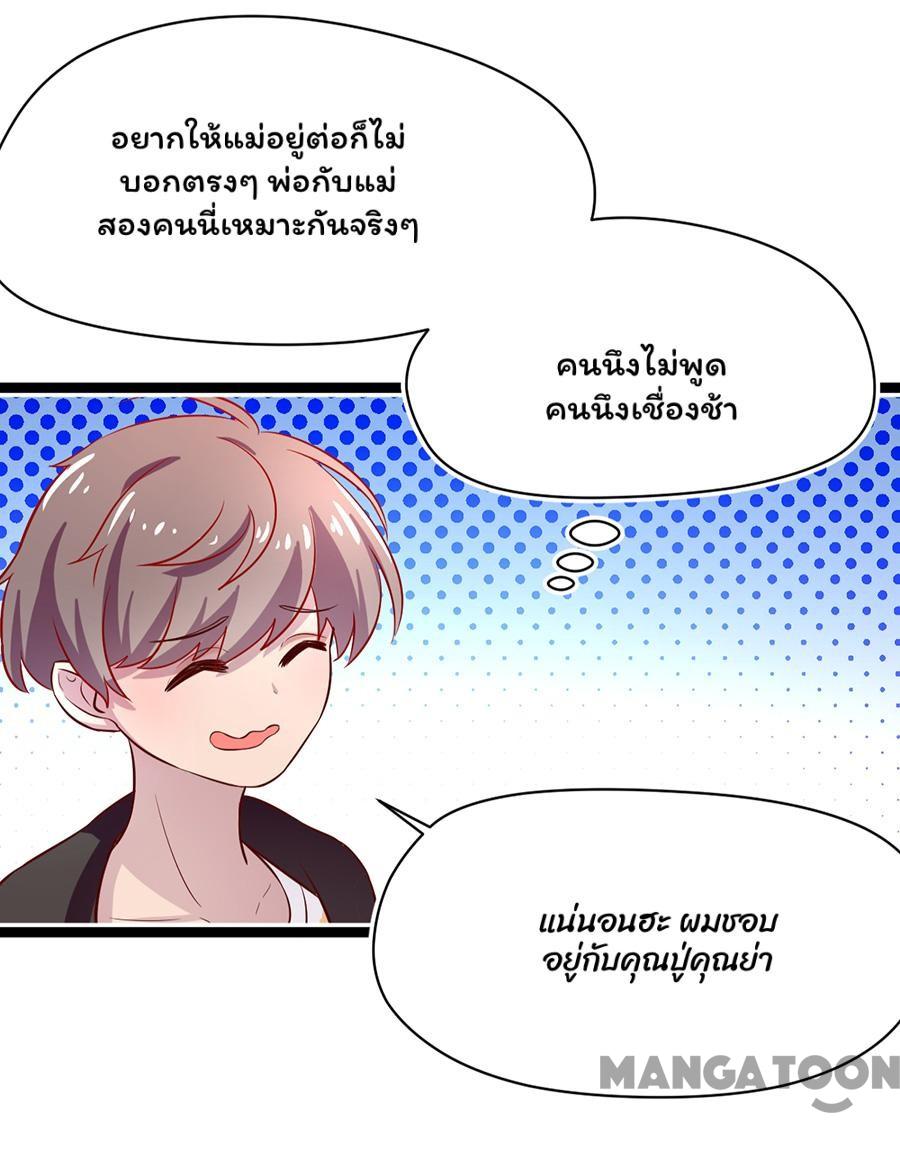 อยากให้แม่อยู่ต่อก็ไม่
บอกตรงๆ พ่อกับแม่
สองคนนี่เหมาะกันจริงๆ
คนนึงไม่พูด
คนนึงเชื่องช้า
แน่นอนฮะ ผมชอบ
อยู่กับคุณปู่คุณย่า
MANGATOON